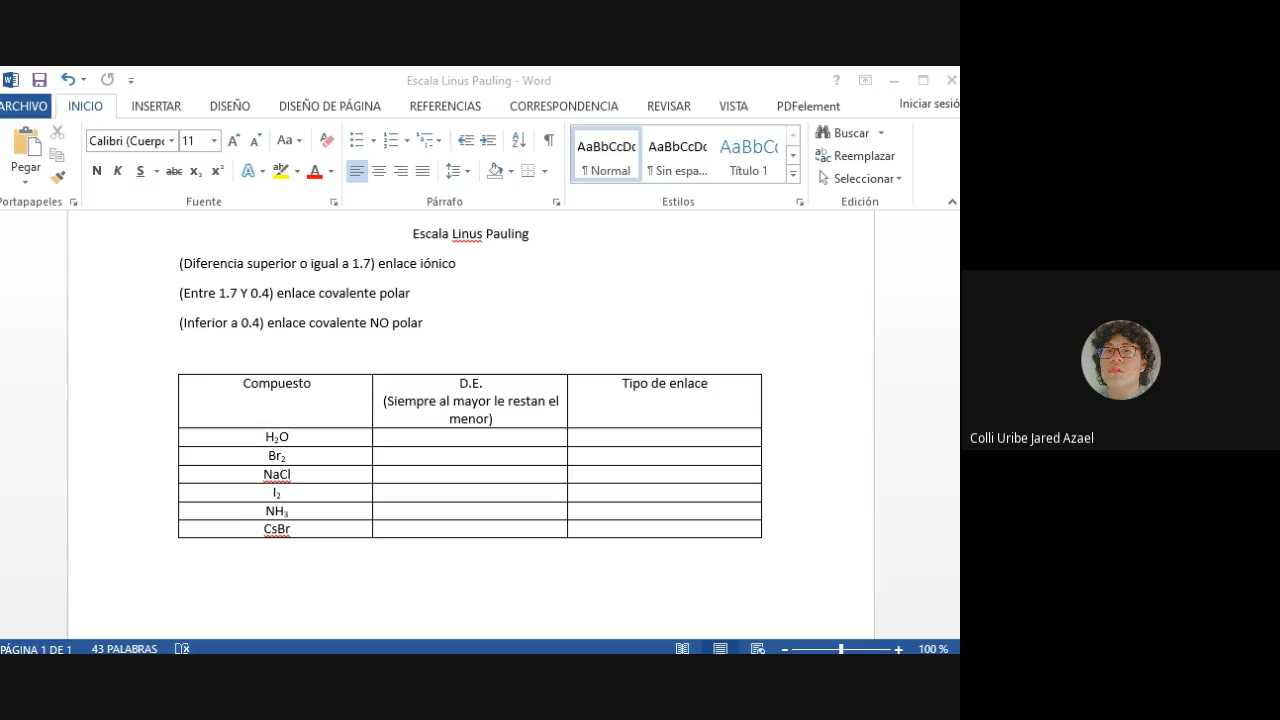 Escala Linus Pauling - Word
?
ARCHIVO INICIO INSERTAR DISEÑO DISEÑO DE PÁGINA REFERENCIAS CORRESPONDENCIA REVISAR VISTA PDFelement Iniciar sesió
Calibri (Cuerpo 11 Aa
Pegar
N K S abc x₂ x² A A
AaBbCcDc AaBbCcDc AaBbCc
¶ Normal ¶ Sin espa... Título 1
Buscar
Reemplazar
Seleccionar
Portapapeles Fuente Párrafo Estilos Edición
Escala Linus Pauling
(Diferencia superior o igual a 1.7) enlace iónico
(Entre 1.7 Y 0.4) enlace covalente polar
(Inferior a 0.4) enlace covalente NO polar
Compuesto D.E. Tipo de enlace
(Siempre al mayor le restan el
menor)
H₂O
Br₂
NaCl
I₂
NH₃
CsBr
Colli Uribe Jared Azael
PÁGINA 1 DE 1 43 PALABRAS 100 %